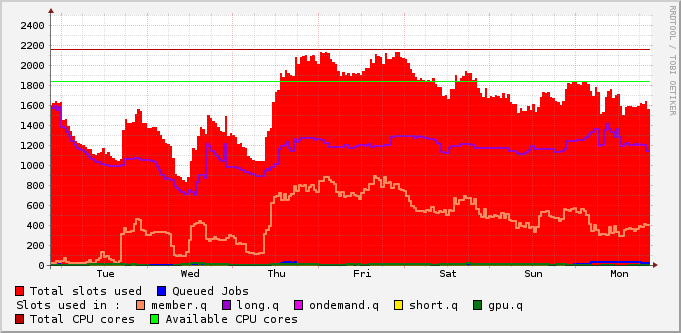 RRDTOOL / TOBI OETIKER
2400
2200
2000
1800
1600
1400
1200
1000
800
600
400
200
0
Tue Wed Thu Fri Sat Sun Mon
Total slots used Queued Jobs
Slots used in : member.q long.q ondemand.q short.q gpu.q
Total CPU cores Available CPU cores